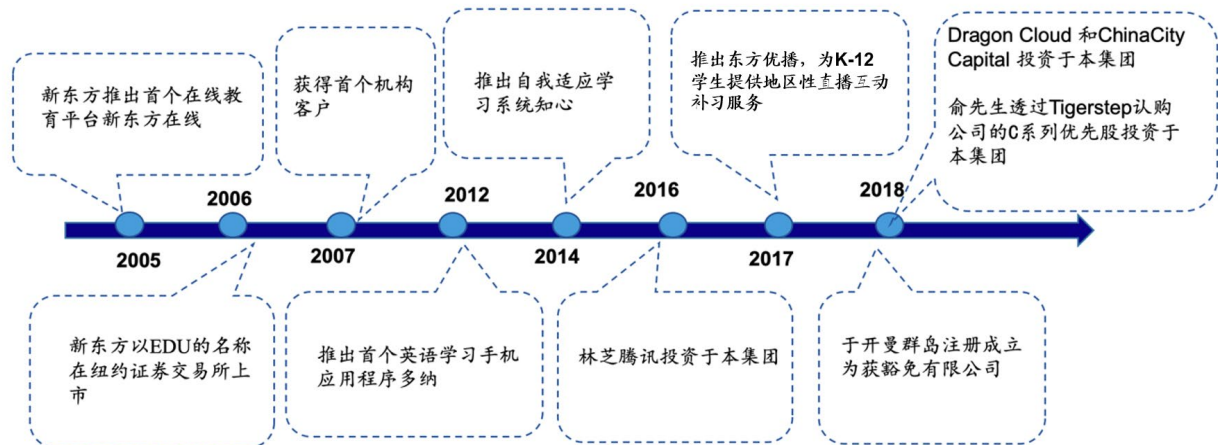 新东方推出首个在线教
育平台新东方在线
获得首个机构
客户
推出自我适应学
习系统知心
推出东方优播，为K-12
学生提供地区性直播互动
补习服务
Dragon Cloud 和ChinaCity
Capital 投资于本集团
俞先生透过Tigerstep认购
公司的C系列优先股投资于
本集团
2006
2012
2016
2018
2005
2007
2014
2017
新东方以EDU的名称
在纽约证券交易所上
市
推出首个英语学习手机
应用程序多纳
林芝腾讯投资于本集团
于开曼群岛注册成立
为获豁免有限公司